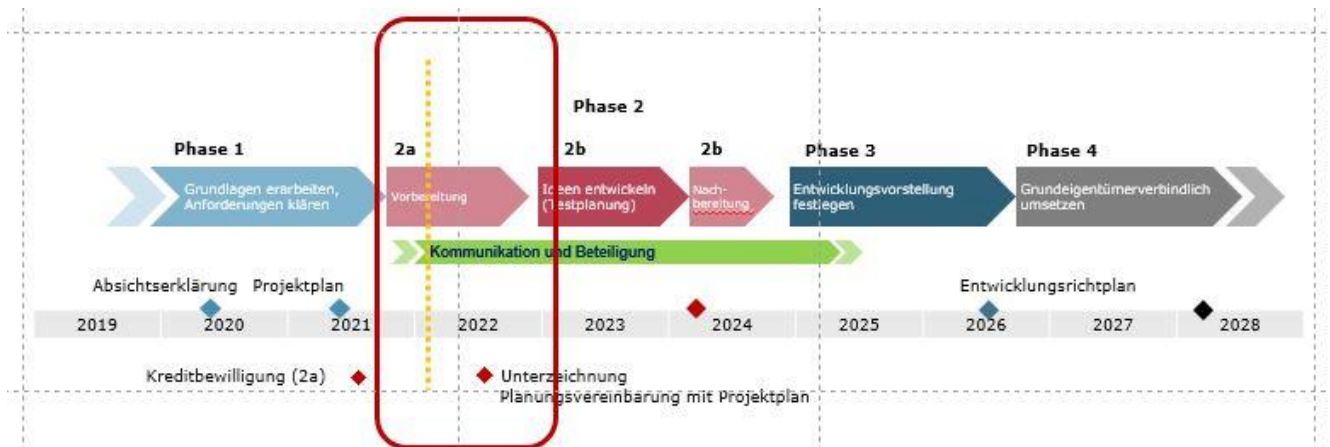 Phase 2
Phase 1
2a
2b
2b
Phase 3
Phase 4
Grundlagen erarbeiten,
Anforderungen klären
Vorbereitung
Ideen entwickeln
(Testplanung)
Nach-
bereitung
Entwicklungsvorstellung
festlegen
Grundeigentümerverbindlich
umsetzen
Kommunikation und Beteiligung
Absichtserklärung
Projektplan
Entwicklungsrichtplan
2019
2020
2021
2022
2023
2024
2025
2026
2027
2028
Kreditbewilligung (2a)
Unterzeichnung
Planungsvereinbarung mit Projektplan